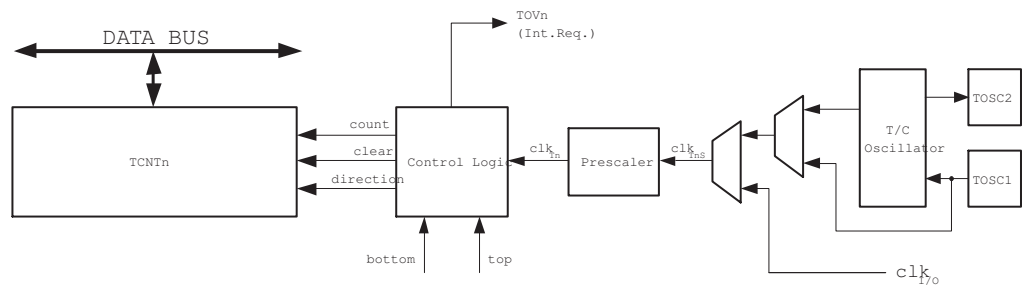 TOVn
(Int.Req.)
DATA BUS
TOSC2
count
T/C
Oscillator
clear
TCNTn
Control Logic
clkTn
Prescaler
clkTnS
direction
TOSC1
bottom
top
clkI/O